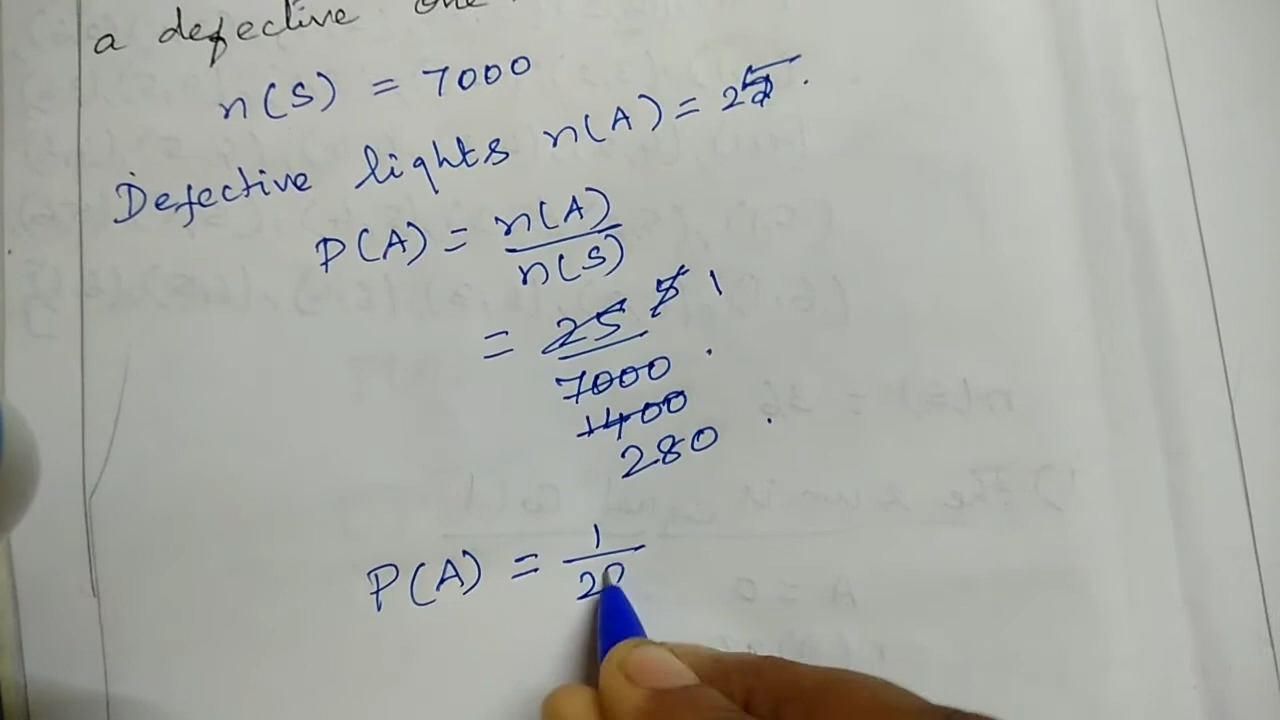 a defective one
n(S) = 7000
Defective lights n(A) = 25.
P(A) = n(A)/n(S)
= 25 5 1
7000
1400
280
P(A) = 1/28